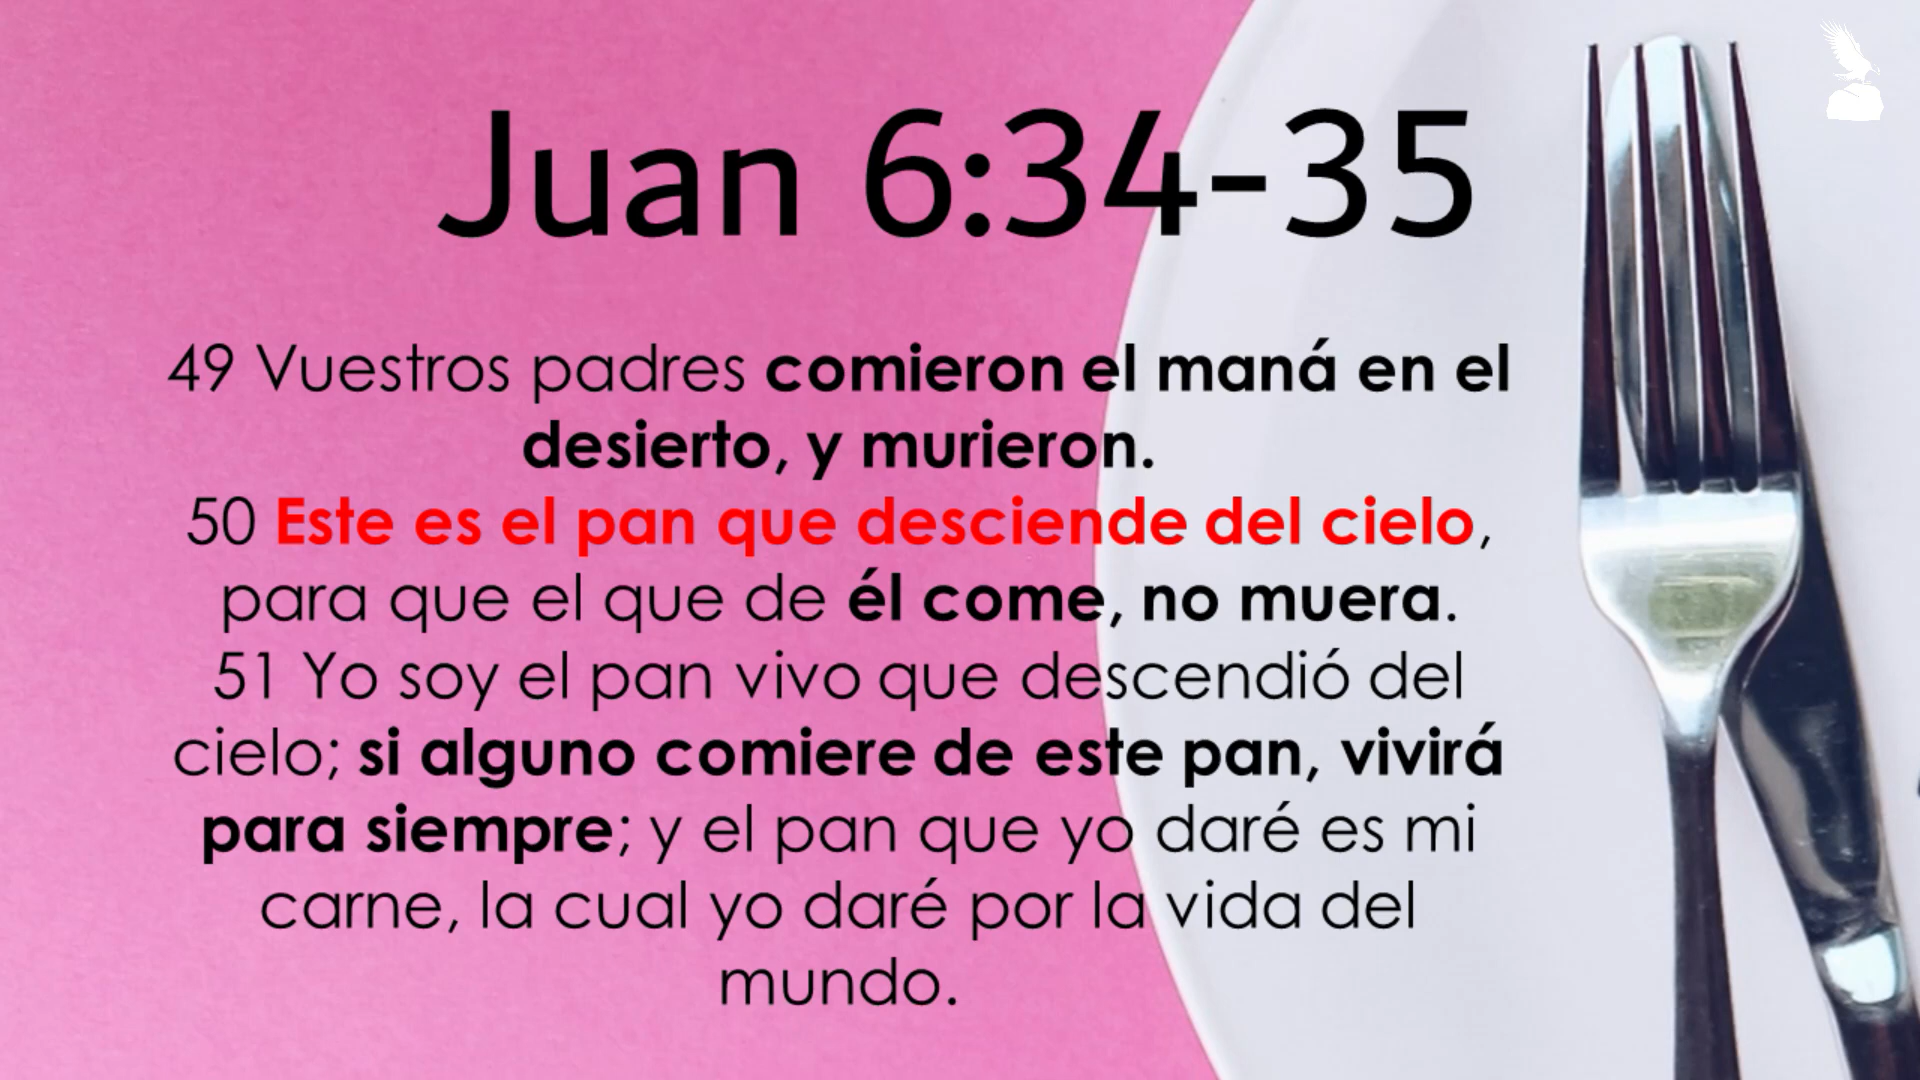 Juan 6:34-35
49 Vuestros padres comieron el maná en el
desierto, y murieron.
50 Este es el pan que desciende del cielo,
para que el que de él come, no muera.
51 Yo soy el pan vivo que descendió del
cielo; si alguno comiere de este pan, vivirá
para siempre; y el pan que yo daré es mi
carne, la cual yo daré por la vida del
mundo.